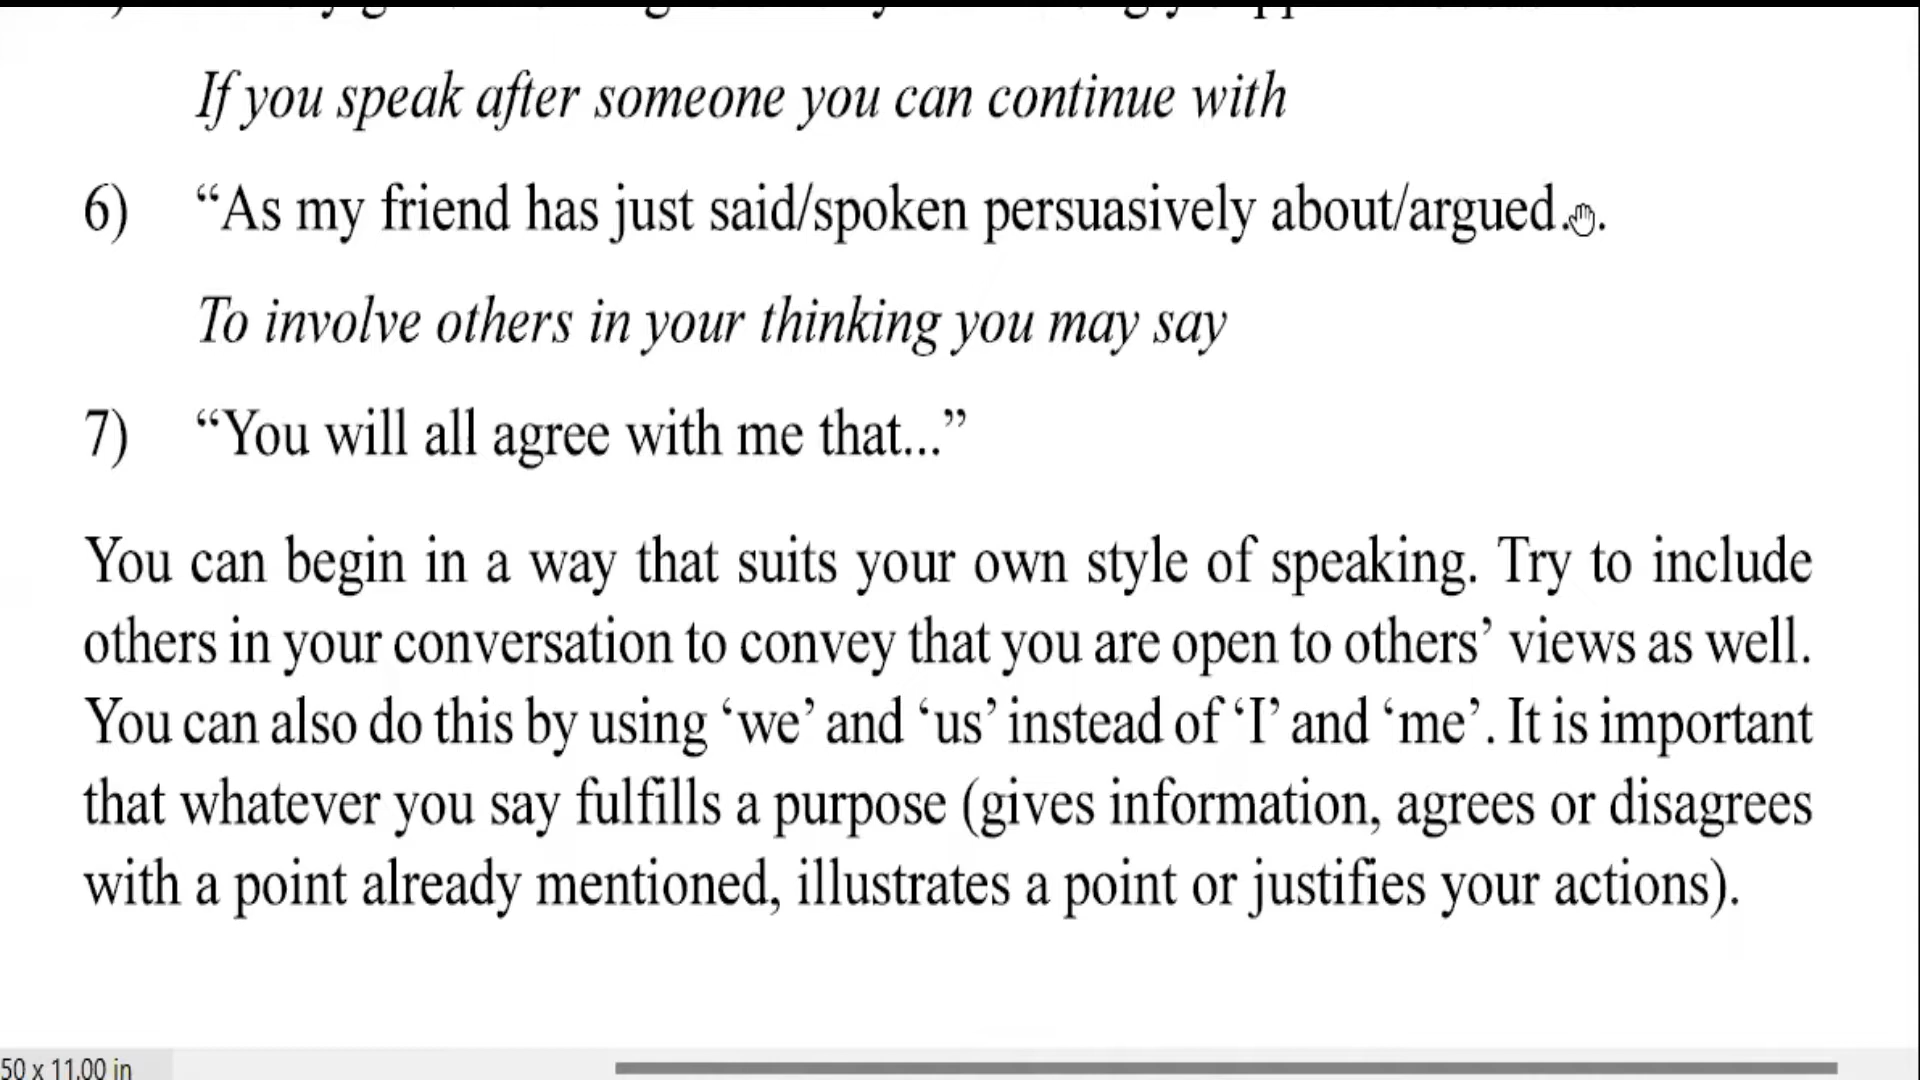 If you speak after someone you can continue with
6) “As my friend has just said/spoken persuasively about/argued...
To involve others in your thinking you may say
7) “You will all agree with me that...”
You can begin in a way that suits your own style of speaking. Try to include
others in your conversation to convey that you are open to others’ views as well.
You can also do this by using ‘we’ and ‘us’ instead of ‘I’ and ‘me’. It is important
that whatever you say fulfills a purpose (gives information, agrees or disagrees
with a point already mentioned, illustrates a point or justifies your actions).
50 x 11.00 in